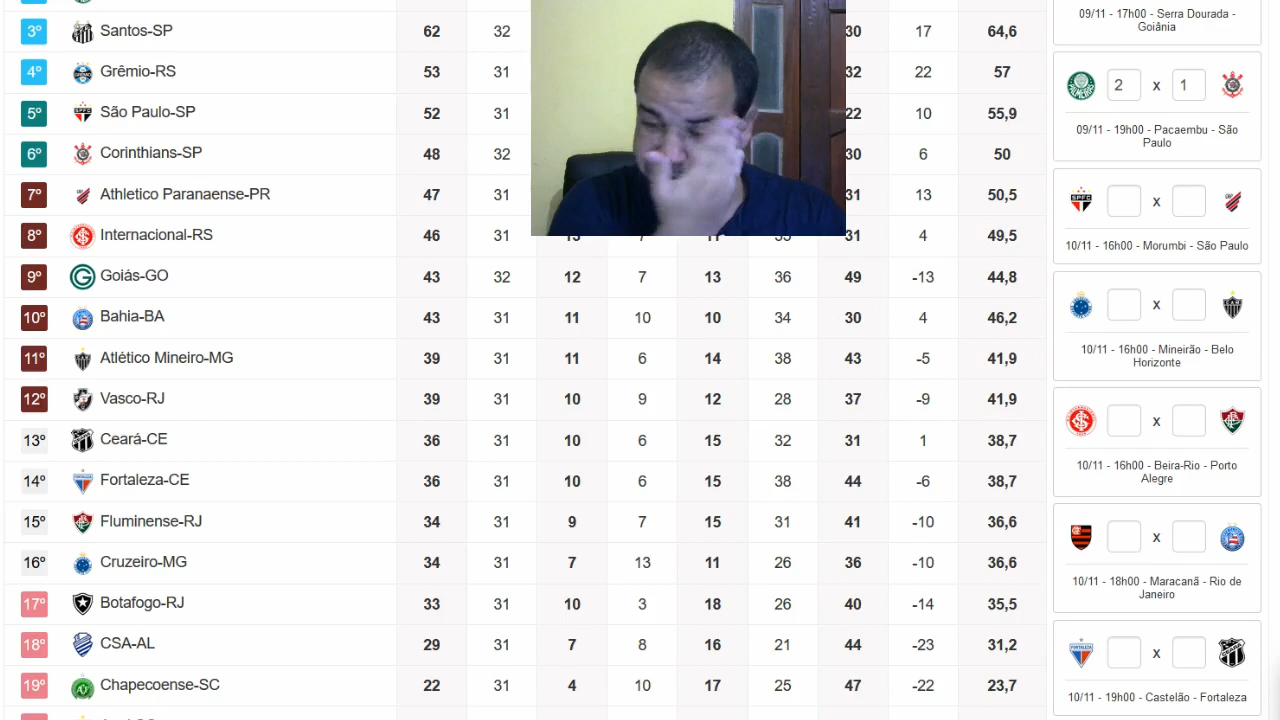 3º Santos-SP 62 32 30 17 64,6
4º Grêmio-RS 53 31 32 22 57
5º São Paulo-SP 52 31 22 10 55,9
6º Corinthians-SP 48 32 30 6 50
7º Athletico Paranaense-PR 47 31 31 13 50,5
8º Internacional-RS 46 31 13 7 11 35 31 4 49,5
9º Goiás-GO 43 32 12 7 13 36 49 -13 44,8
10º Bahia-BA 43 31 11 10 10 34 30 4 46,2
11º Atlético Mineiro-MG 39 31 11 6 14 38 43 -5 41,9
12º Vasco-RJ 39 31 10 9 12 28 37 -9 41,9
13º Ceará-CE 36 31 10 6 15 32 31 1 38,7
14º Fortaleza-CE 36 31 10 6 15 38 44 -6 38,7
15º Fluminense-RJ 34 31 9 7 15 31 41 -10 36,6
16º Cruzeiro-MG 34 31 7 13 11 26 36 -10 36,6
17º Botafogo-RJ 33 31 10 3 18 26 40 -14 35,5
18º CSA-AL 29 31 7 8 16 21 44 -23 31,2
19º Chapecoense-SC 22 31 4 10 17 25 47 -22 23,7
09/11 - 17h00 - Serra Dourada -
Goiânia
2 x 1
09/11 - 19h00 - Pacaembu - São
Paulo
x
10/11 - 16h00 - Morumbi - São Paulo
x
10/11 - 16h00 - Mineirão - Belo
Horizonte
x
10/11 - 16h00 - Beira-Rio - Porto
Alegre
x
10/11 - 18h00 - Maracanã - Rio de
Janeiro
x
10/11 - 19h00 - Castelão - Fortaleza